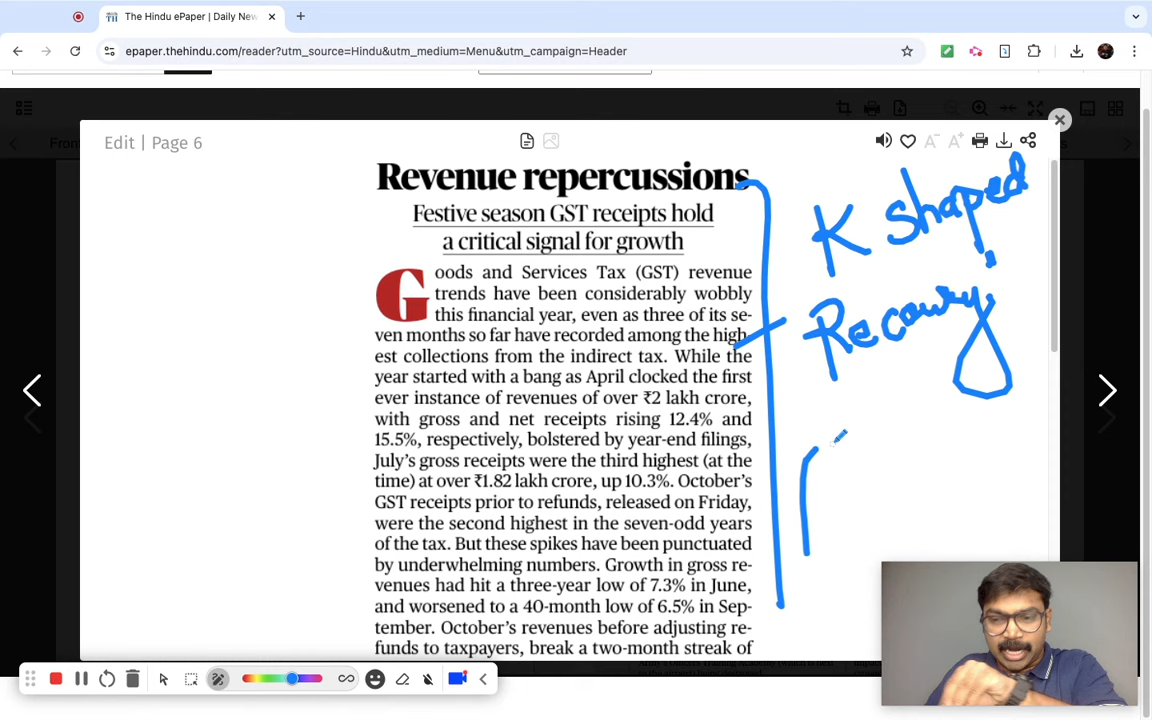 The Hindu ePaper | Daily New
epaper.thehindu.com/reader?utm_source=Hindu&utm_medium=Menu&utm_campaign=Header
Edit | Page 6
Revenue repercussions
Festive season GST receipts hold
a critical signal for growth
Goods and Services Tax (GST) revenue
trends have been considerably wobbly
this financial year, even as three of its se-
ven months so far have recorded among the high-
est collections from the indirect tax. While the
year started with a bang as April clocked the first
ever instance of revenues of over ₹2 lakh crore,
with gross and net receipts rising 12.4% and
15.5%, respectively, bolstered by year-end filings,
July's gross receipts were the third highest (at the
time) at over ₹1.82 lakh crore, up 10.3%. October's
GST receipts prior to refunds, released on Friday,
were the second highest in the seven-odd years
of the tax. But these spikes have been punctuated
by underwhelming numbers. Growth in gross re-
venues had hit a three-year low of 7.3% in June,
and worsened to a 40-month low of 6.5% in Sep-
tember. October's revenues before adjusting re-
funds to taxpayers, break a two-month streak of
K shaped
Recovery